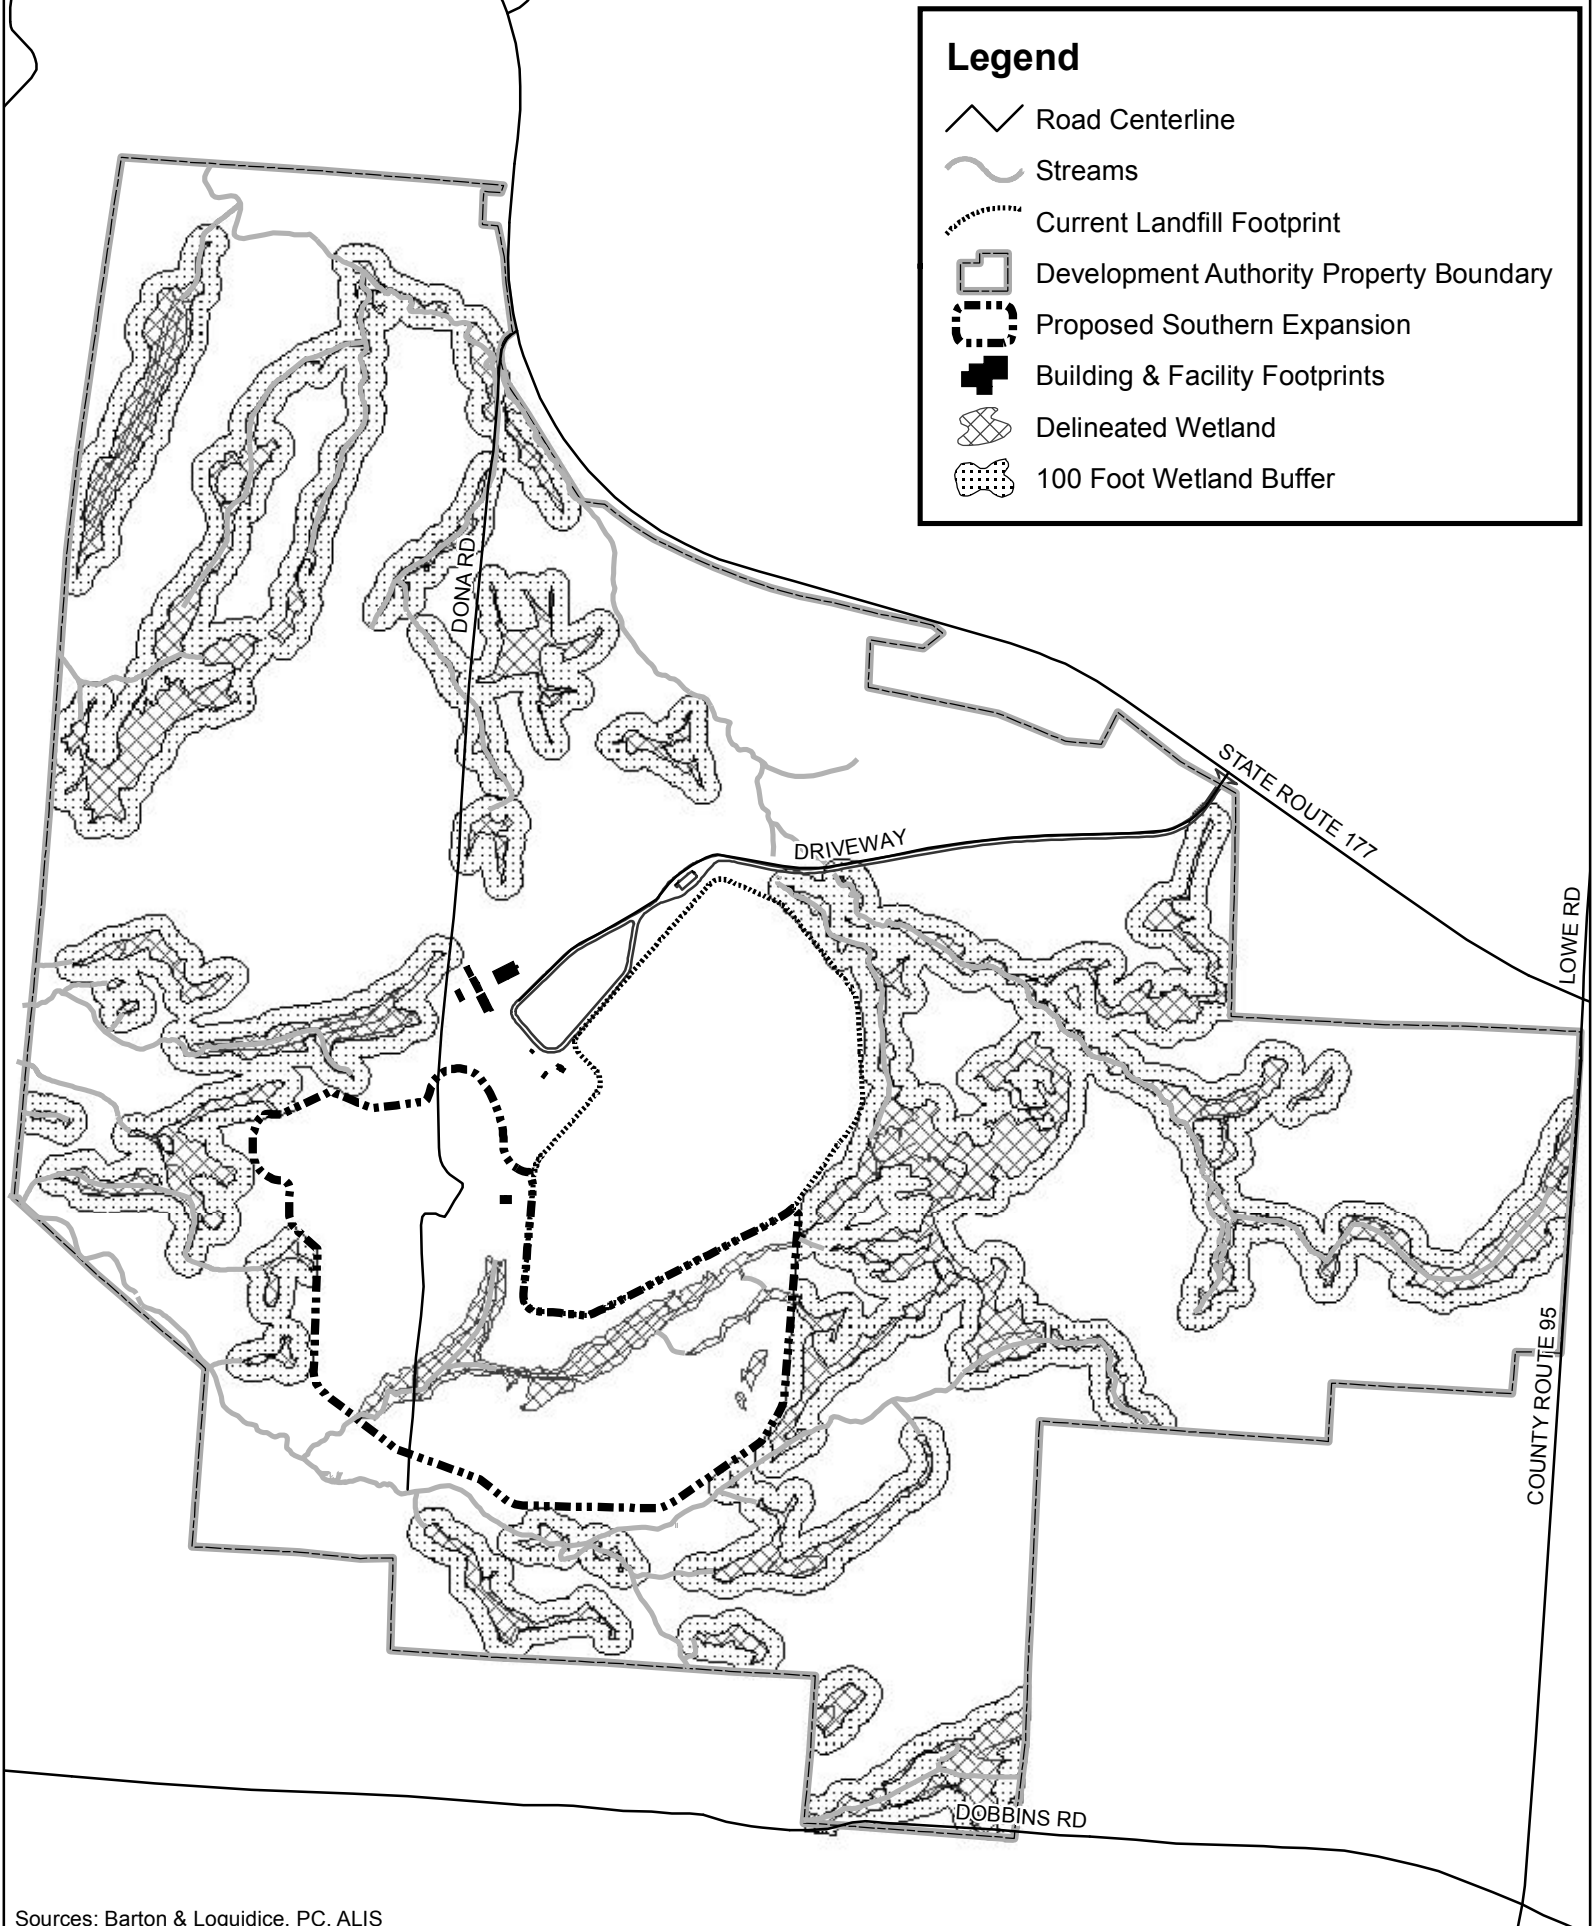 Legend
Road Centerline
Streams
Current Landfill Footprint
Development Authority Property Boundary
Proposed Southern Expansion
Building & Facility Footprints
Delineated Wetland
100 Foot Wetland Buffer
DONA RD
STATE ROUTE 177
DRIVEWAY
LOWE RD
COUNTY ROUTE 95
DOBBINS RD
Sources: Barton & Loguidice, PC, ALIS